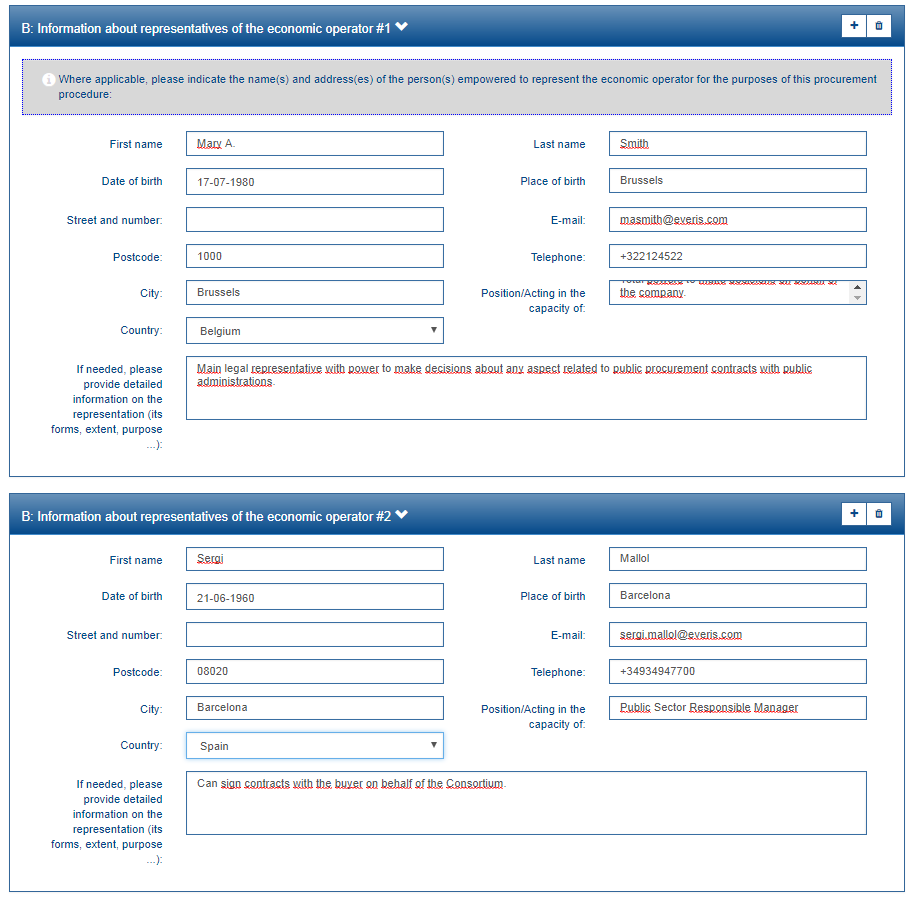 B: Information about representatives of the economic operator #1
Where applicable, please indicate the name(s) and address(es) of the person(s) empowered to represent the economic operator for the purposes of this procurement
procedure:
First name Mary A. Last name Smith
Date of birth 17-07-1980 Place of birth Brussels
Street and number: E-mail: masmith@everis.com
Postcode: 1000 Telephone: +322124522
City: Brussels Position/Acting in the
capacity of: Total powers to make decisions on behalf of
the company.
Country: Belgium
If needed, please
provide detailed
information on the
representation (its
forms, extent, purpose
...):
Main legal representative with power to make decisions about any aspect related to public procurement contracts with public
administrations.
B: Information about representatives of the economic operator #2
First name Sergi Last name Mallol
Date of birth 21-06-1960 Place of birth Barcelona
Street and number: E-mail: sergi.mallol@everis.com
Postcode: 08020 Telephone: +34934947700
City: Barcelona Position/Acting in the
capacity of: Public Sector Responsible Manager
Country: Spain
If needed, please
provide detailed
information on the
representation (its
forms, extent, purpose
...):
Can sign contracts with the buyer on behalf of the Consortium.